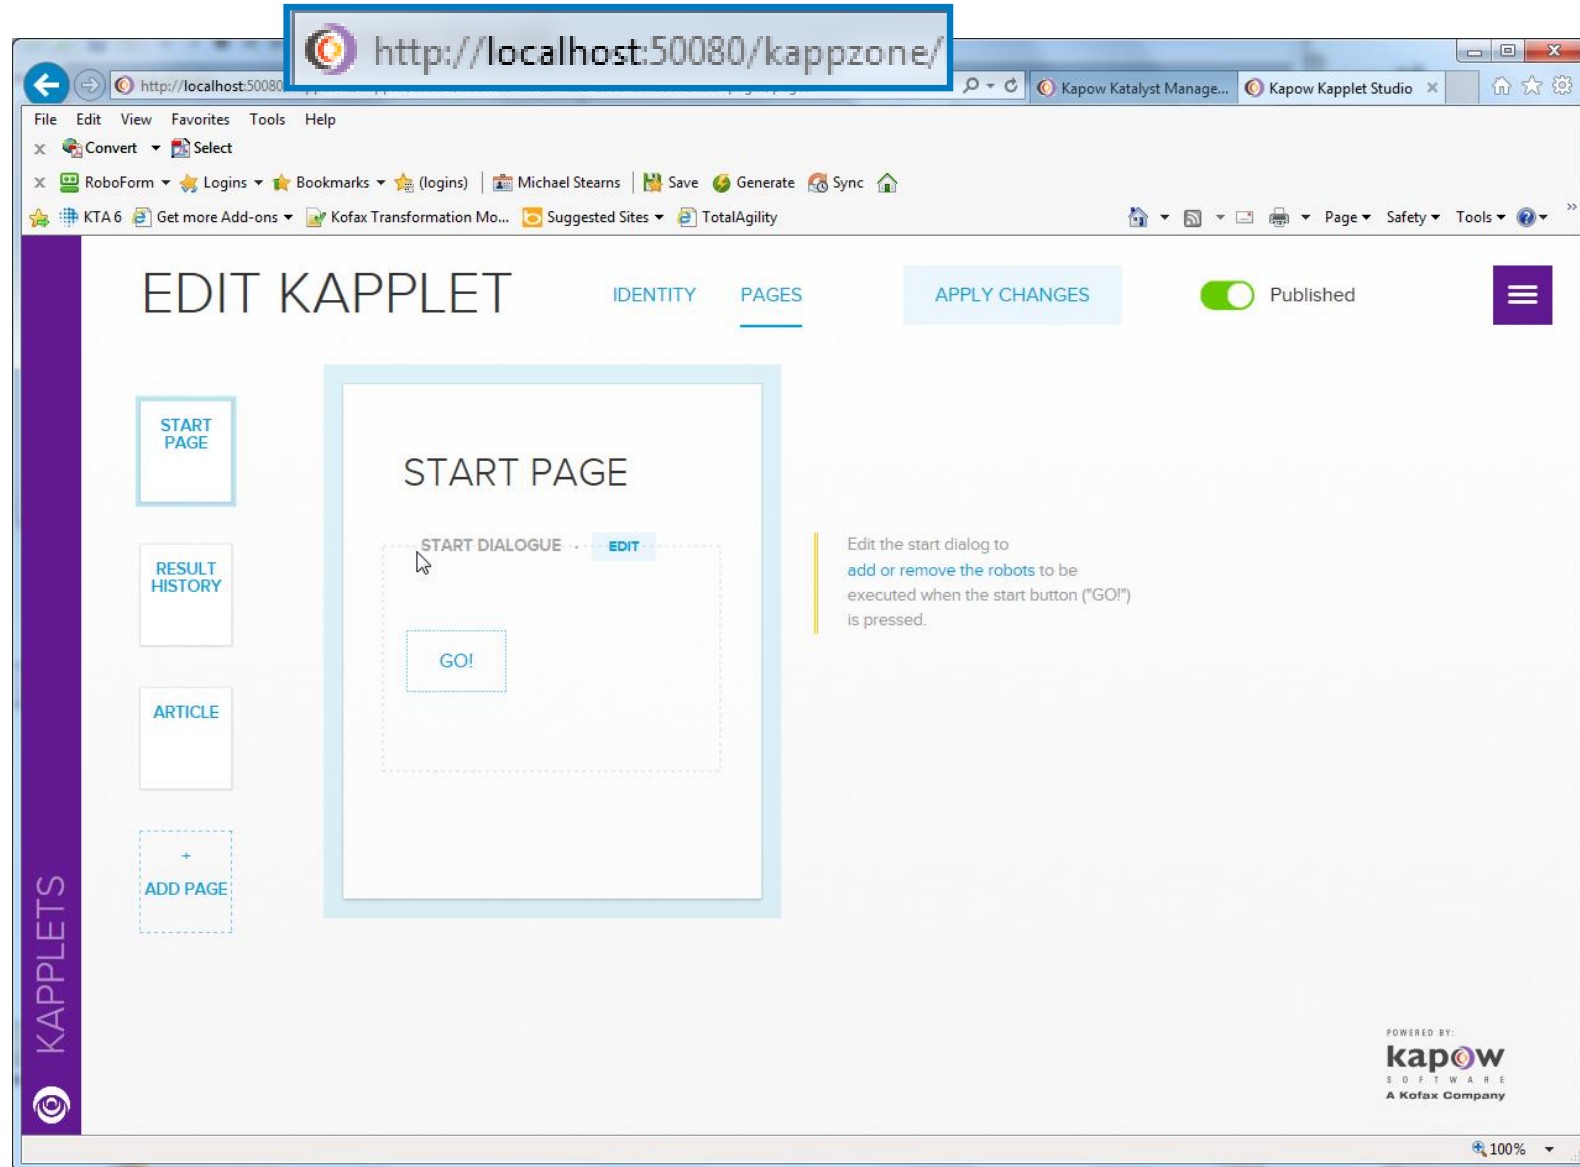 http://localhost:50080/kappzone/
http://localhost:50080
Kapow Katalyst Manage...
Kapow Kapplet Studio
File Edit View Favorites Tools Help
x Convert Select
x RoboForm Logins Bookmarks (logins) Michael Stearns Save Generate Sync
KTA 6 Get more Add-ons Kofax Transformation Mo... Suggested Sites TotalAgility Page Safety Tools
EDIT KAPPLET
IDENTITY PAGES APPLY CHANGES Published
START
PAGE
RESULT
HISTORY
ARTICLE
+
ADD PAGE
START PAGE
START DIALOGUE · EDIT
GO!
Edit the start dialog to
add or remove the robots to be
executed when the start button ("GO!")
is pressed.
KAPPLETS
POWERED BY:
kapow
SOFTWARE
A Kofax Company
100%